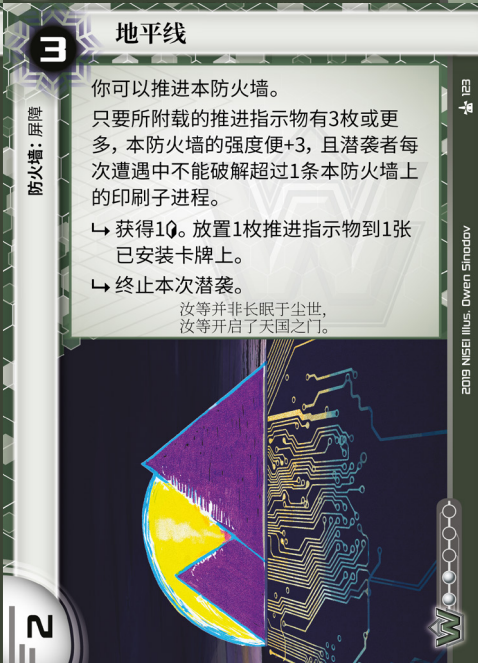 3
地平线
你可以推进本防火墙。
只要所附载的推进指示物有3枚或更
多，本防火墙的强度便+3，且潜袭者每
次遭遇中不能破解超过1条本防火墙上
的印刷子进程。
↳ 获得1。放置1枚推进指示物到1张
已安装卡牌上。
↳ 终止本次潜袭。
汝等并非长眠于尘世，
汝等开启了天国之门。
防火墙：屏障
123
2019 NISEI Illus. Owen Sinodov
2